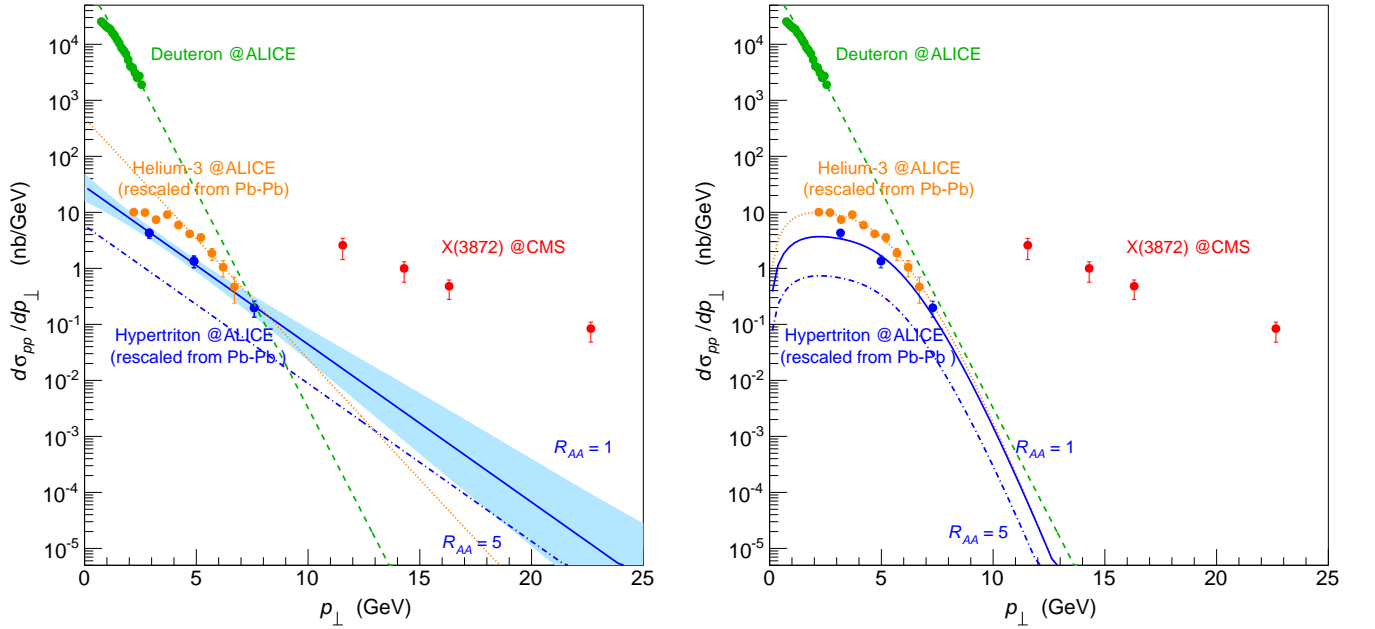 Deuteron @ALICE
Helium-3 @ALICE
(rescaled from Pb-Pb)
X(3872) @CMS
Hypertriton @ALICE
(rescaled from Pb-Pb )
R_AA = 1
R_AA = 5
dσ_pp /dp_⊥ (nb/GeV)
10^4
10^3
10^2
10
1
10^-1
10^-2
10^-3
10^-4
10^-5
0 5 10 15 20 25
p_⊥ (GeV)
Deuteron @ALICE
Helium-3 @ALICE
(rescaled from Pb-Pb)
X(3872) @CMS
Hypertriton @ALICE
(rescaled from Pb-Pb )
R_AA = 1
R_AA = 5
dσ_pp /dp_⊥ (nb/GeV)
10^4
10^3
10^2
10
1
10^-1
10^-2
10^-3
10^-4
10^-5
0 5 10 15 20 25
p_⊥ (GeV)